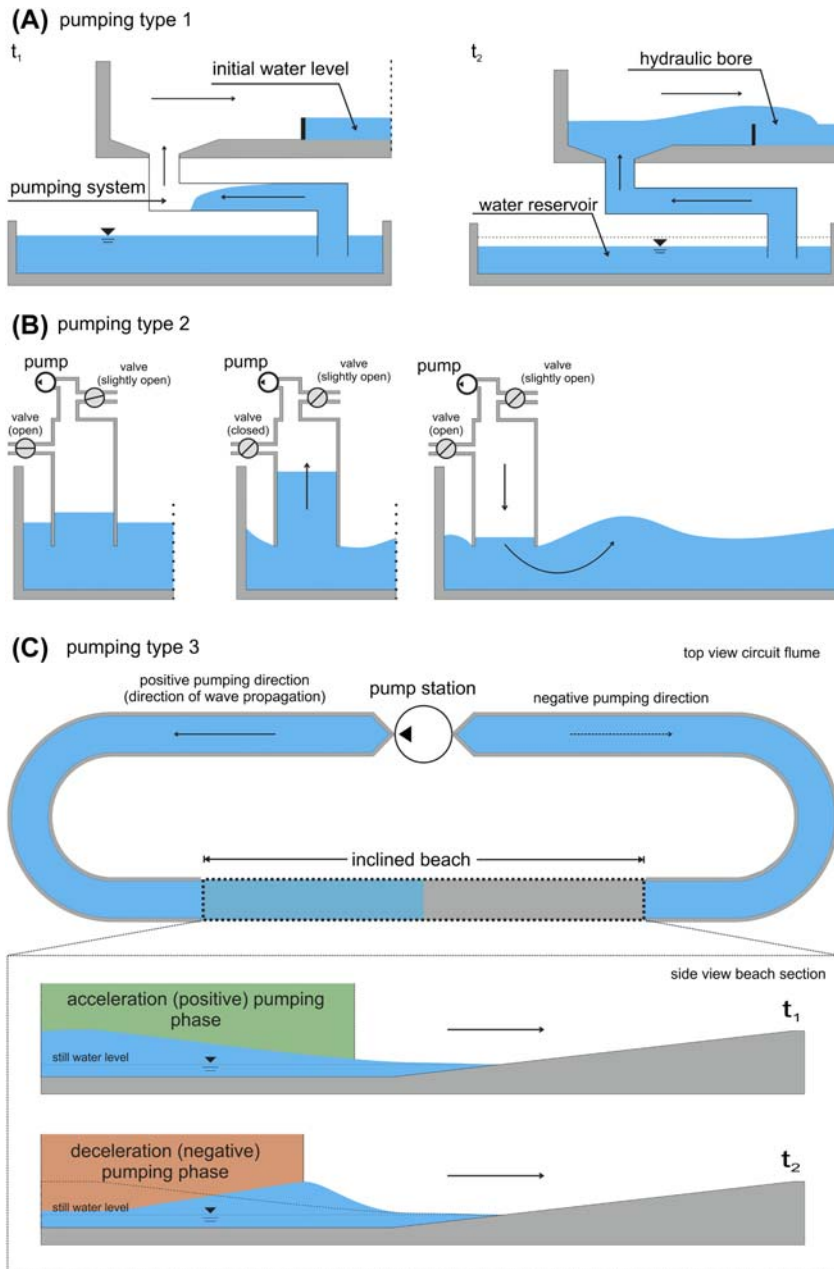 (A) pumping type 1
t1
initial water level
pumping system
t2
hydraulic bore
water reservoir
(B) pumping type 2
pump
valve
(slightly open)
valve
(open)
pump
valve
(slightly open)
valve
(closed)
pump
valve
(slightly open)
valve
(open)
(C) pumping type 3
top view circuit flume
positive pumping direction
(direction of wave propagation)
pump station
negative pumping direction
inclined beach
side view beach section
acceleration (positive) pumping
phase
t1
still water level
deceleration (negative)
pumping phase
t2
still water level